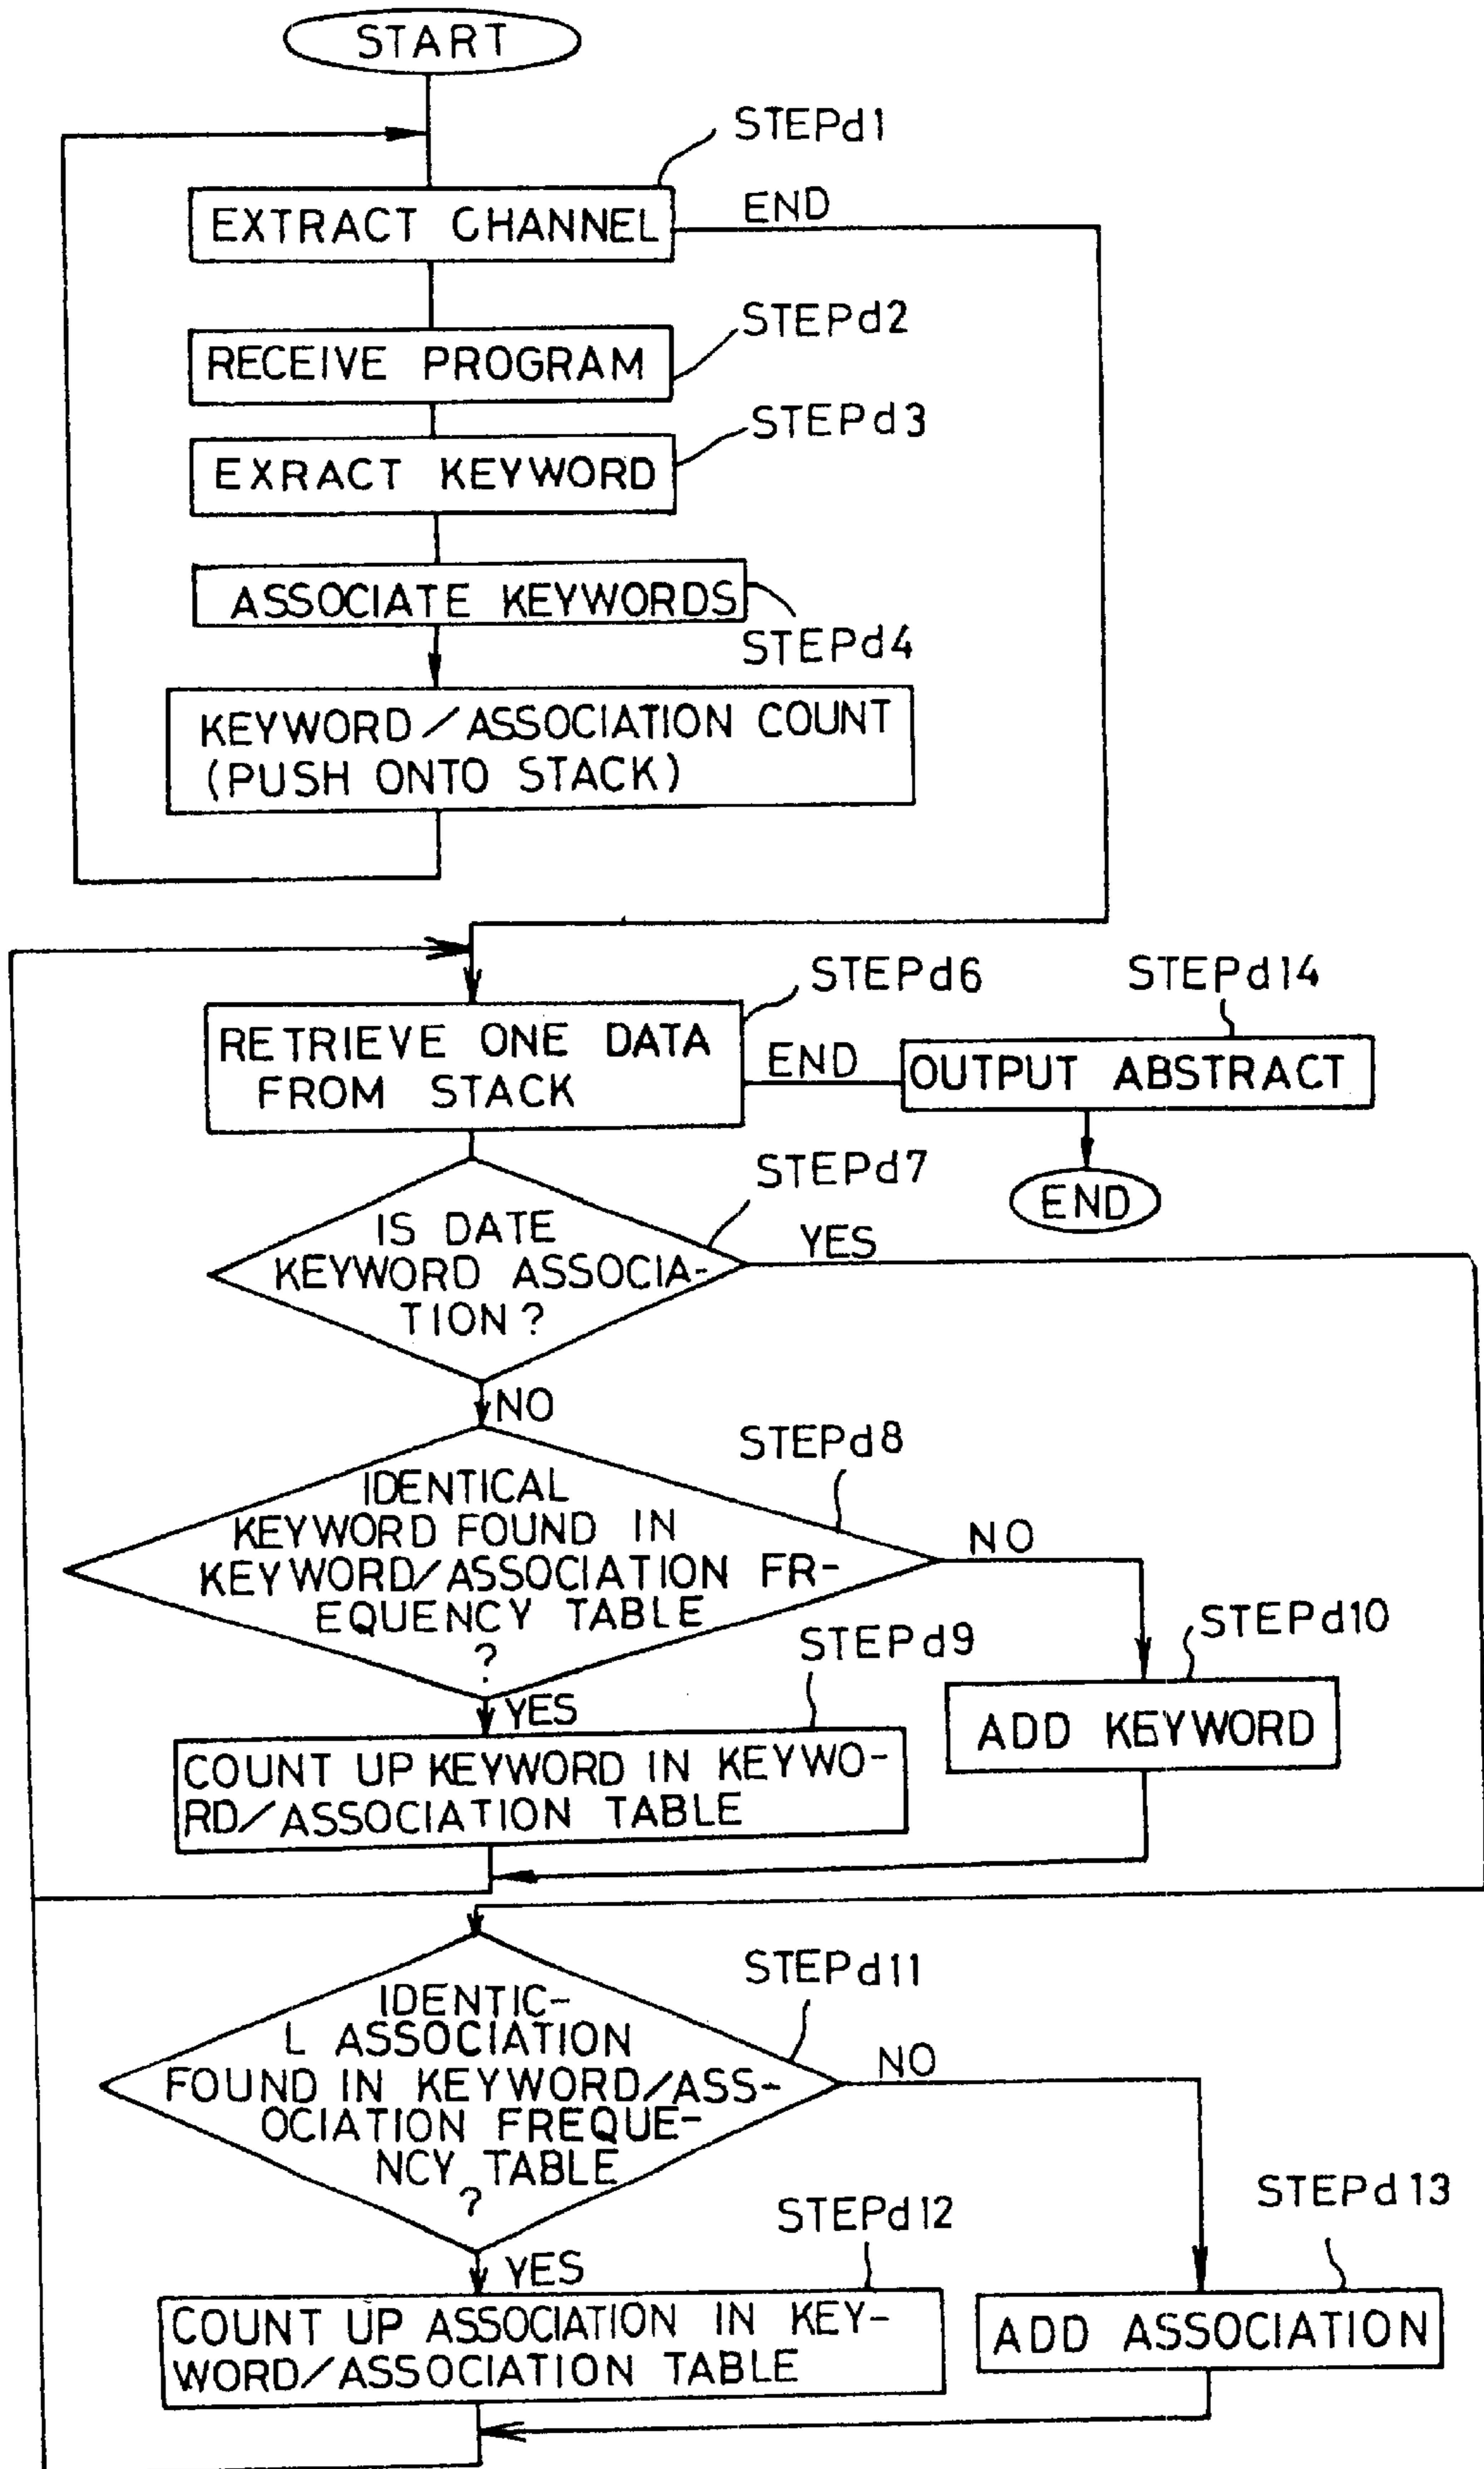 START
STEPd1
EXTRACT CHANNEL
END
STEPd2
RECEIVE PROGRAM
STEPd3
EXRACT KEYWORD
ASSOCIATE KEYWORDS
STEPd4
KEYWORD/ASSOCIATION COUNT
(PUSH ONTO STACK)
STEPd6
STEPd14
RETRIEVE ONE DATA
FROM STACK
END
OUTPUT ABSTRACT
END
STEPd7
IS DATE
KEYWORD ASSOCIA-
TION?
YES
NO
STEPd8
IDENTICAL
KEYWORD FOUND IN
KEYWORD/ASSOCIATION FR-
EQUENCY TABLE
?
NO
STEPd9
STEPd10
YES
ADD KEYWORD
COUNT UP KEYWORD IN KEYWO-
RD/ASSOCIATION TABLE
STEPd11
IDENTIC-
L ASSOCIATION
FOUND IN KEYWORD/ASS-
OCIATION FREQUE-
NCY TABLE
?
NO
STEPd12
STEPd13
YES
COUNT UP ASSOCIATION IN KEY-
WORD/ASSOCIATION TABLE
ADD ASSOCIATION